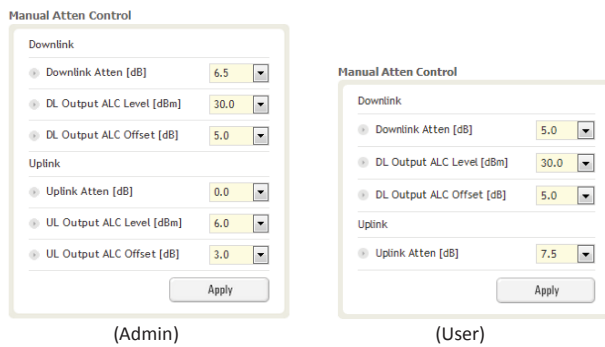 Manual Atten Control
Downlink
Downlink Atten [dB] 6.5
DL Output ALC Level [dBm] 30.0
DL Output ALC Offset [dB] 5.0
Uplink
Uplink Atten [dB] 0.0
UL Output ALC Level [dBm] 6.0
UL Output ALC Offset [dB] 3.0
Apply
(Admin)
Manual Atten Control
Downlink
Downlink Atten [dB] 5.0
DL Output ALC Level [dBm] 30.0
DL Output ALC Offset [dB] 5.0
Uplink
Uplink Atten [dB] 7.5
Apply
(User)